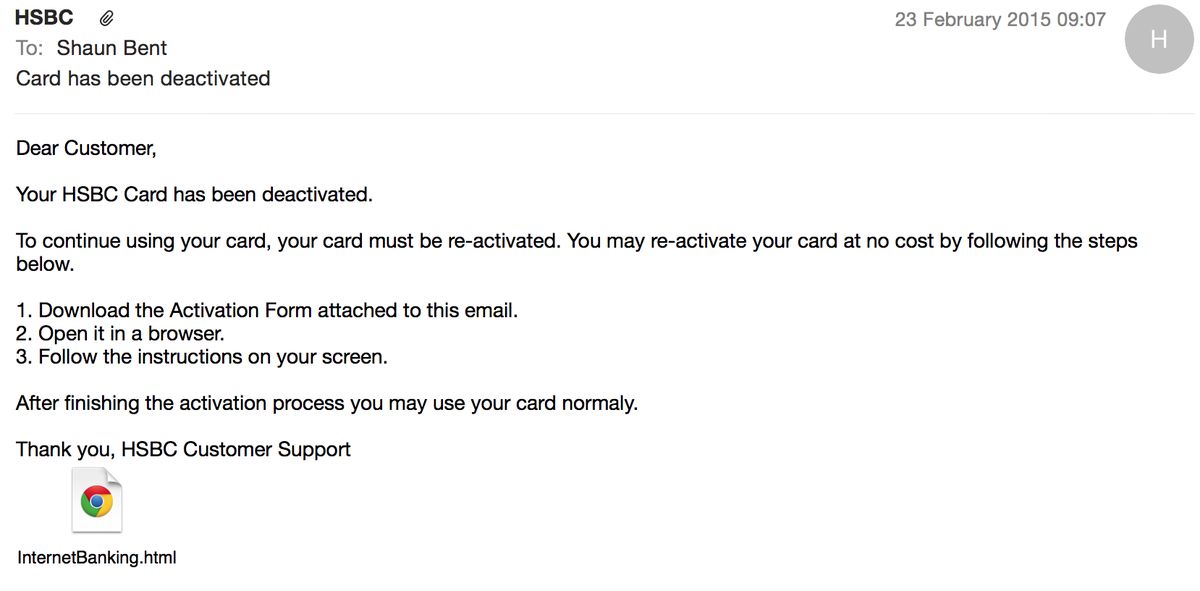 HSBC
23 February 2015 09:07
H
To: Shaun Bent
Card has been deactivated
Dear Customer,
Your HSBC Card has been deactivated.
To continue using your card, your card must be re-activated. You may re-activate your card at no cost by following the steps
below.
1. Download the Activation Form attached to this email.
2. Open it in a browser.
3. Follow the instructions on your screen.
After finishing the activation process you may use your card normaly.
Thank you, HSBC Customer Support
InternetBanking.html